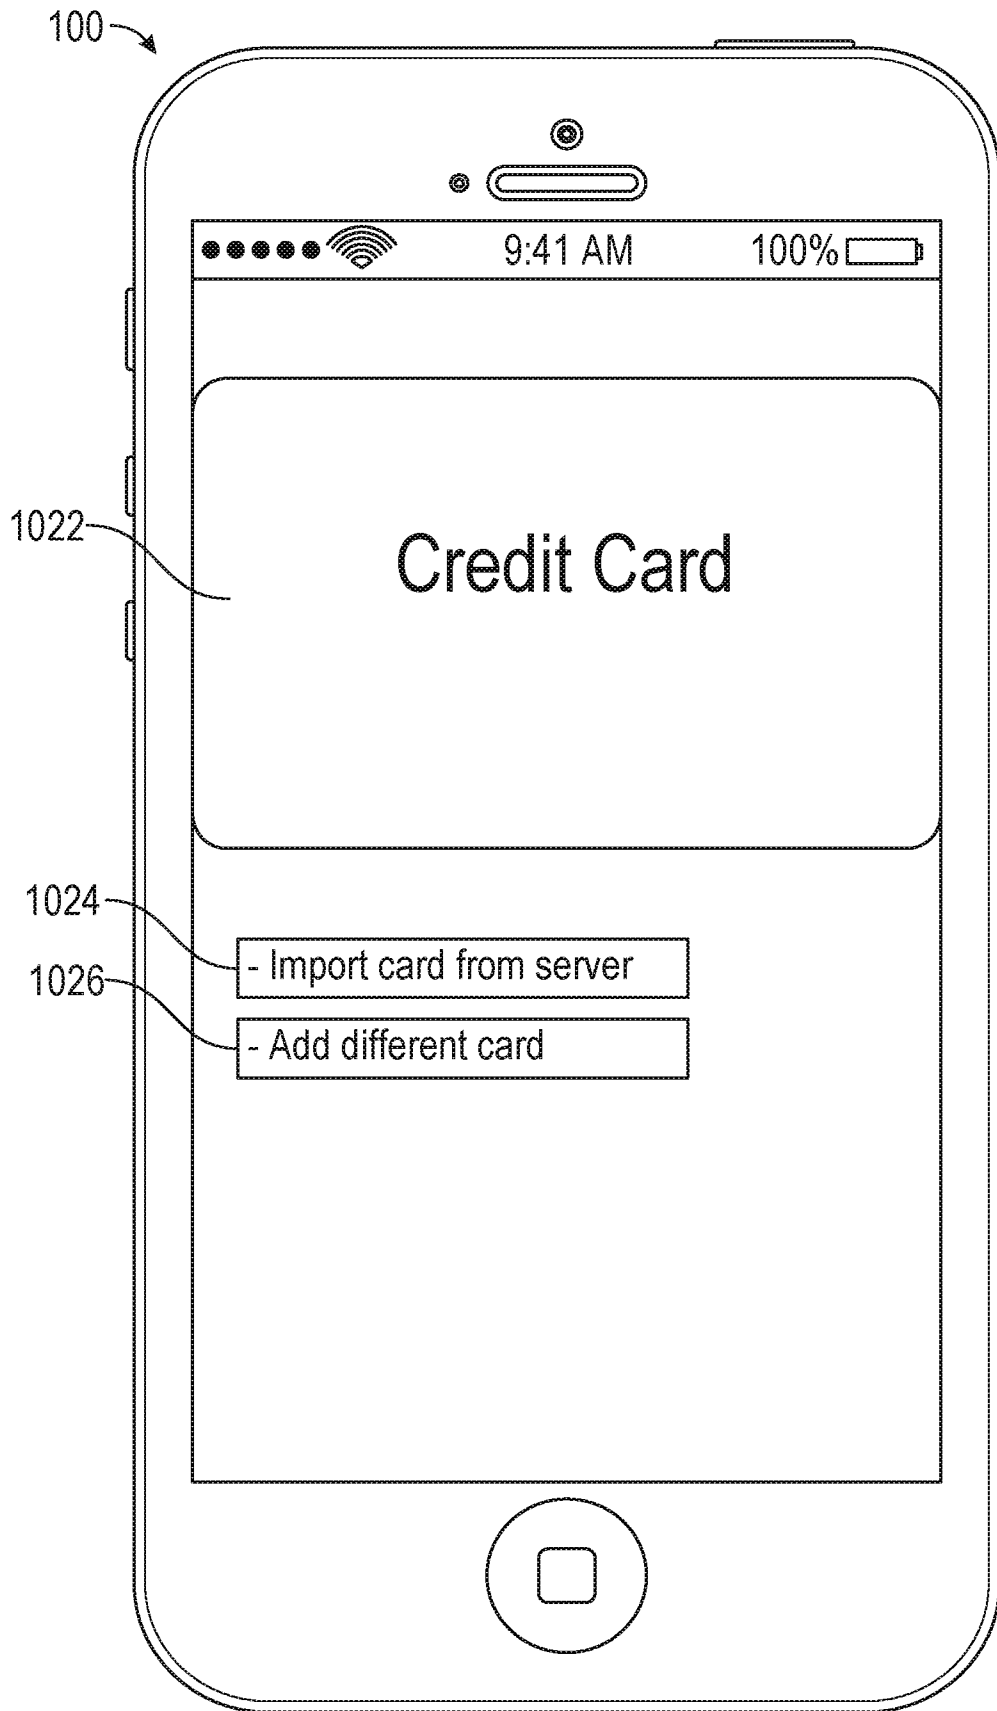 100
9:41 AM 100%
1022
Credit Card
1024
- Import card from server
1026
- Add different card